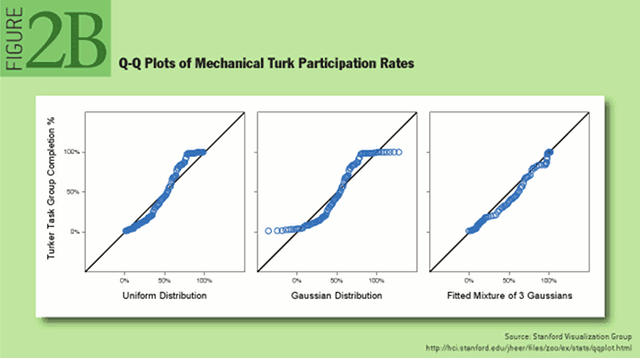 FIGURE
2B
Q-Q Plots of Mechanical Turk Participation Rates
Turker Task Group Completion %
100%
50%
0%
0% 50% 100%
Uniform Distribution
0% 50% 100%
Gaussian Distribution
0% 50% 100%
Fitted Mixture of 3 Gaussians
Source: Stanford Visualization Group
http://hci.stanford.edu/jheer/files/zoo/ex/stats/qqplot.html